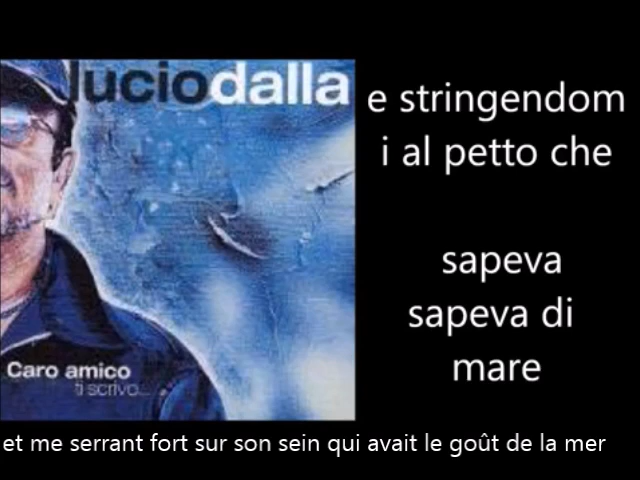 luciodalla
e stringendom
i al petto che
sapeva
sapeva di
mare
Caro amico
ti scrivo...
et me serrant fort sur son sein qui avait le goût de la mer